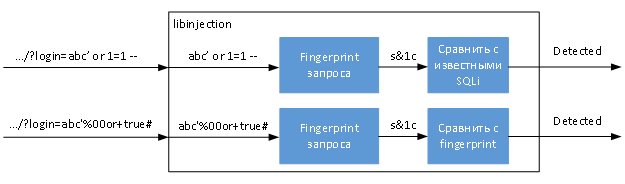 libinjection
.../?login=abc' or 1=1 --
abc' or 1=1 --
Fingerprint
запроса
s&1c
Сравнить с
известными
SQLi
Detected
.../?login=abc'%00or+true#
abc'%00or+true#
Fingerprint
запроса
s&1c
Сравнить с
fingerprint
Detected